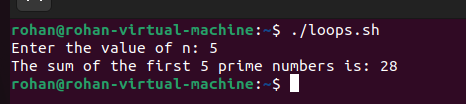 rohan@rohan-virtual-machine:~$ ./loops.sh
Enter the value of n: 5
The sum of the first 5 prime numbers is: 28
rohan@rohan-virtual-machine:~$